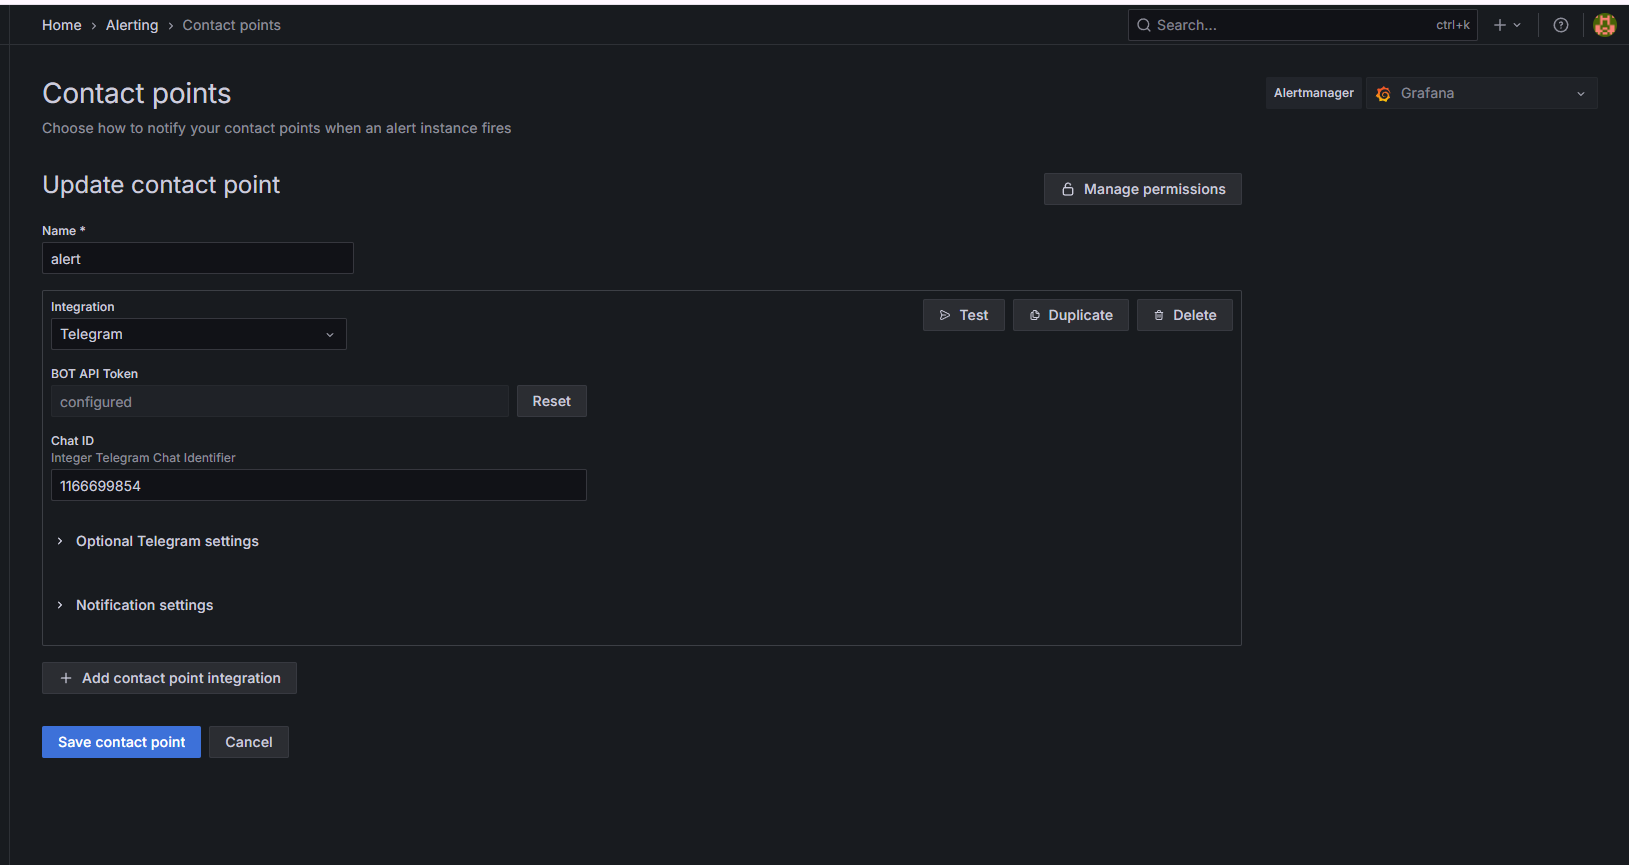 Home › Alerting › Contact points
Search...
ctrl+k
Contact points
Alertmanager
Grafana
Choose how to notify your contact points when an alert instance fires
Update contact point
Manage permissions
Name *
alert
Integration
Telegram
Test
Duplicate
Delete
BOT API Token
configured
Reset
Chat ID
Integer Telegram Chat Identifier
1166699854
Optional Telegram settings
Notification settings
Add contact point integration
Save contact point
Cancel